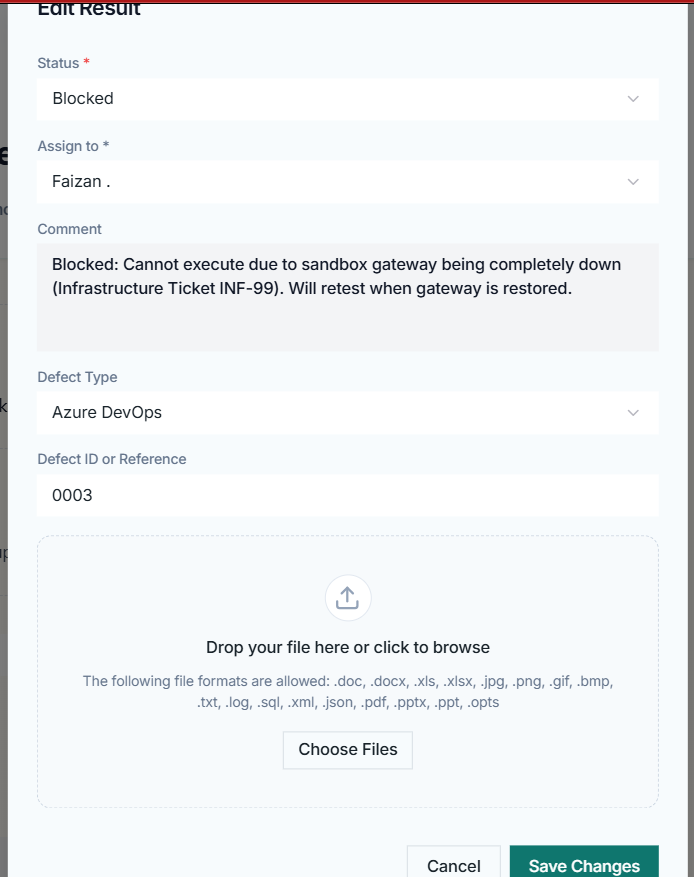 Edit Result
Status *
Blocked
Assign to *
Faizan .
Comment
Blocked: Cannot execute due to sandbox gateway being completely down
(Infrastructure Ticket INF-99). Will retest when gateway is restored.
Defect Type
Azure DevOps
Defect ID or Reference
0003
Drop your file here or click to browse
The following file formats are allowed: .doc, .docx, .xls, .xlsx, .jpg, .png, .gif, .bmp,
.txt, .log, .sql, .xml, .json, .pdf, .pptx, .ppt, .opts
Choose Files
Cancel
Save Changes